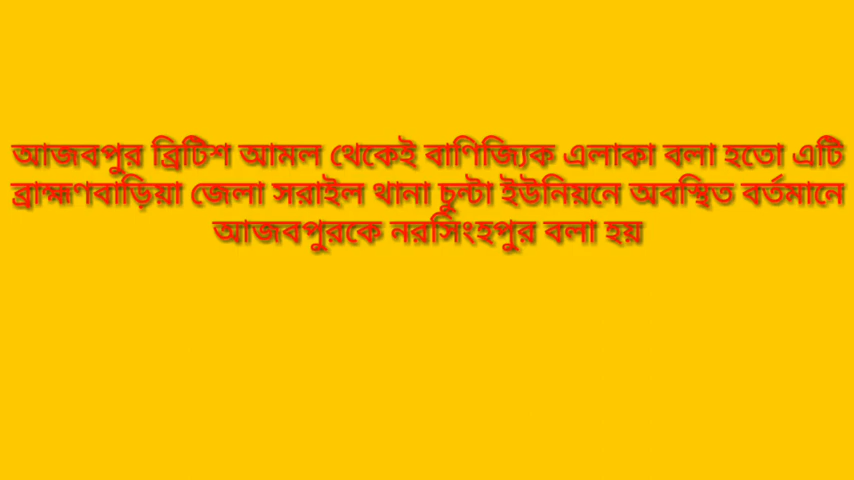 আজবপুর ব্রিটিশ আমল থেকেই বাণিজ্যিক এলাকা বলা হতো এটি
ব্রাহ্মণবাড়িয়া জেলা সরাইল থানা চুন্টা ইউনিয়নে অবস্থিত বর্তমানে
আজবপুরকে নরসিংহপুর বলা হয়